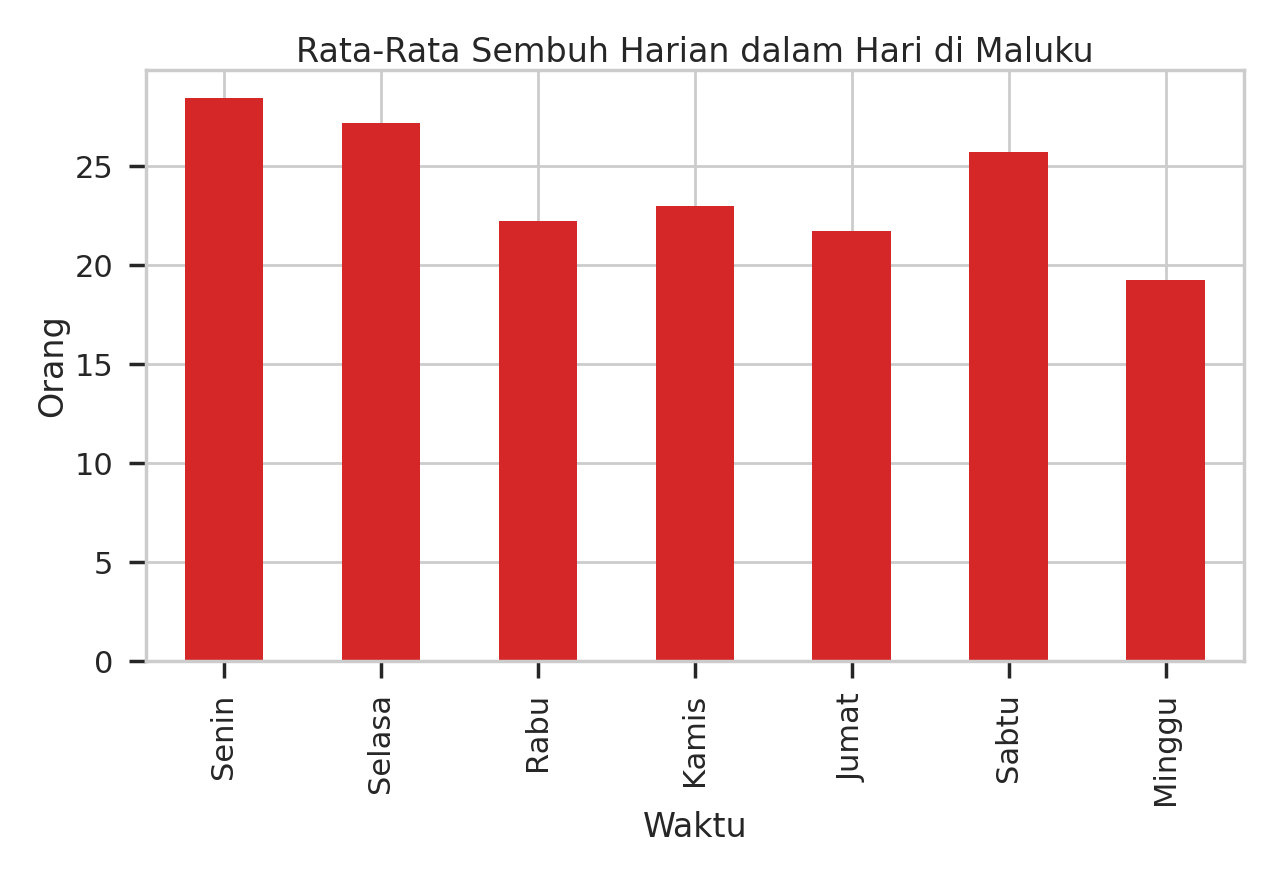 Rata-Rata Sembuh Harian dalam Hari di Maluku
Orang
25
20
15
10
5
0
Senin
Selasa
Rabu
Kamis
Jumat
Sabtu
Minggu
Waktu